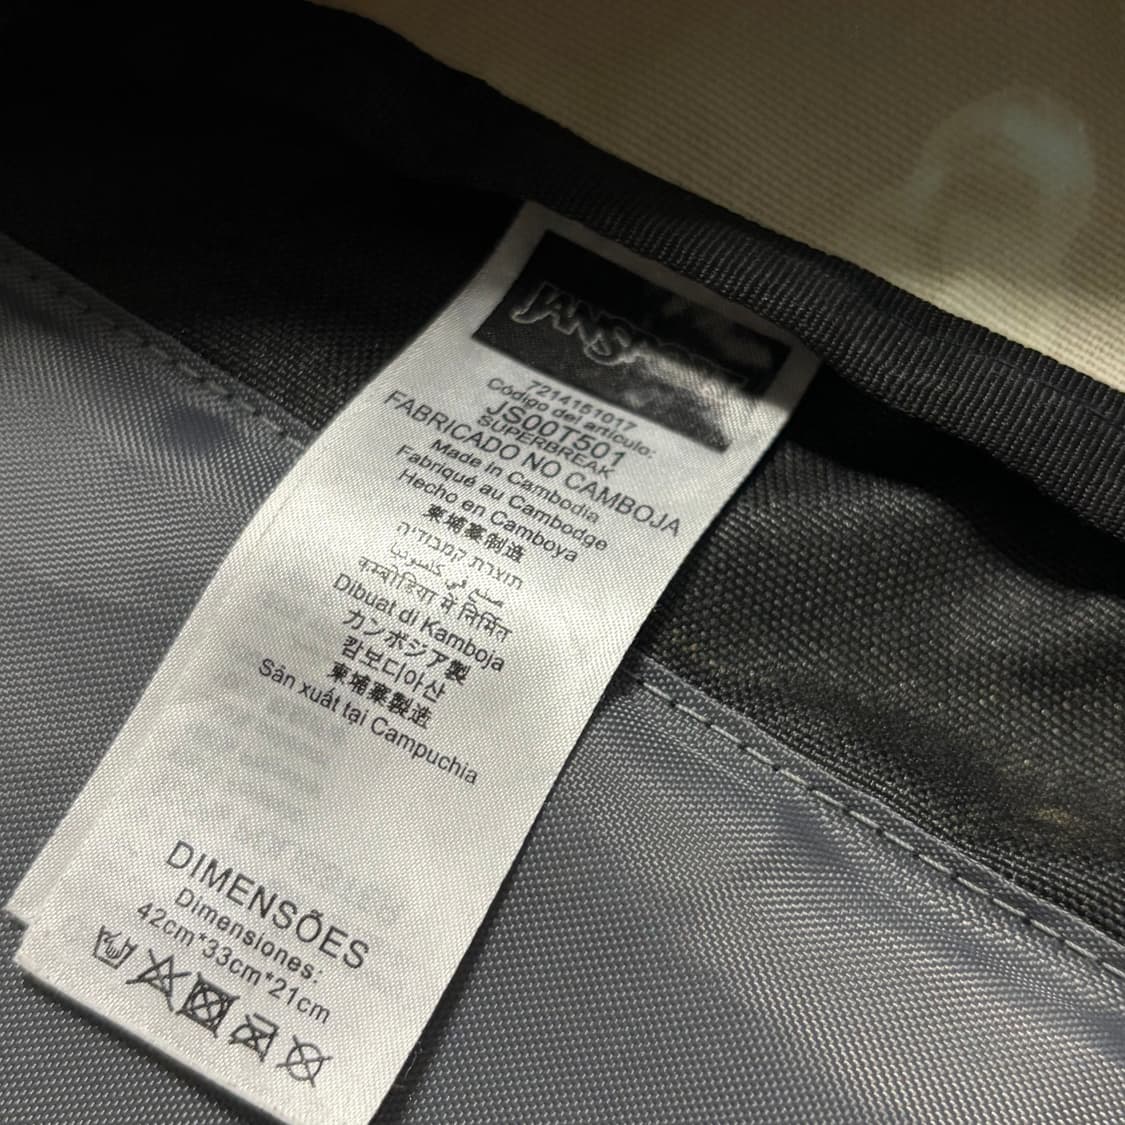 JANSPORT
7214151017
Código del artículo:
JS00T501
SUPERBREAK
FABRICADO NO CAMBOJA
Made in Cambodia
Fabriqué au Cambodge
Hecho en Camboya
柬埔寨制造
תוצרת קמבודיה
صنع في كمبوديا
कम्बोडिया में निर्मित
Dibuat di Kamboja
カンボジア製
캄보디아산
柬埔寨製造
Sản xuất tại Campuchia
DIMENSÕES
Dimensiones:
42cm*33cm*21cm